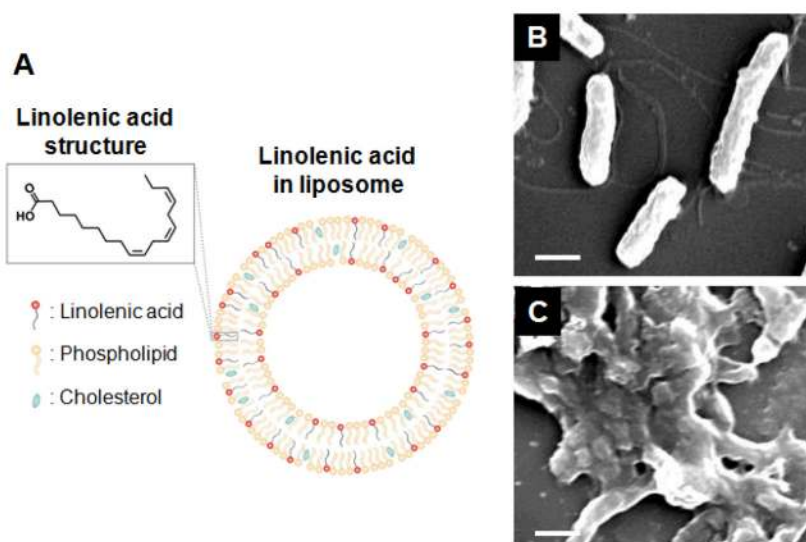 A
Linolenic acid
structure
O
HO
Linolenic acid
in liposome
: Linolenic acid
: Phospholipid
: Cholesterol
B
C